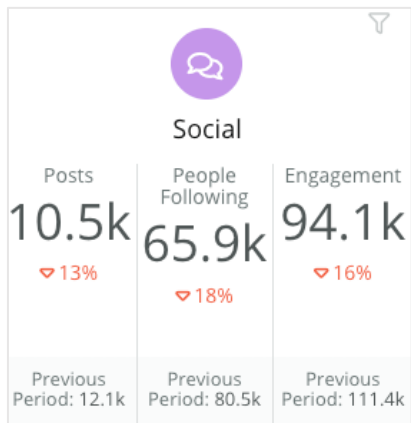 Social
Posts
10.5k
13%
Previous
Period: 12.1k
People
Following
65.9k
18%
Previous
Period: 80.5k
Engagement
94.1k
16%
Previous
Period: 111.4k